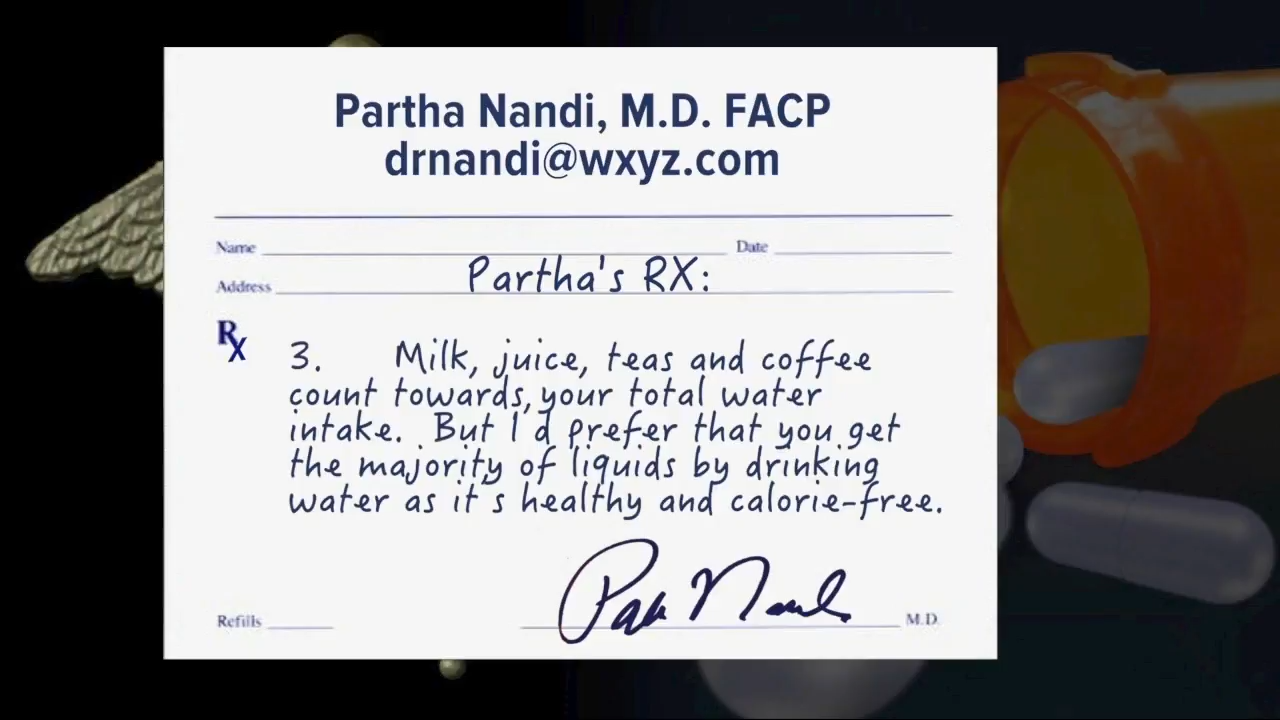 Partha Nandi, M.D. FACP
drnandi@wxyz.com
Name Date
Partha's RX:
Address
Rx
3. Milk, juice, teas and coffee
count towards, your total water
intake. But I'd prefer that you get
the majority of liquids by drinking
water as it's healthy and calorie-free.
Refills M.D.